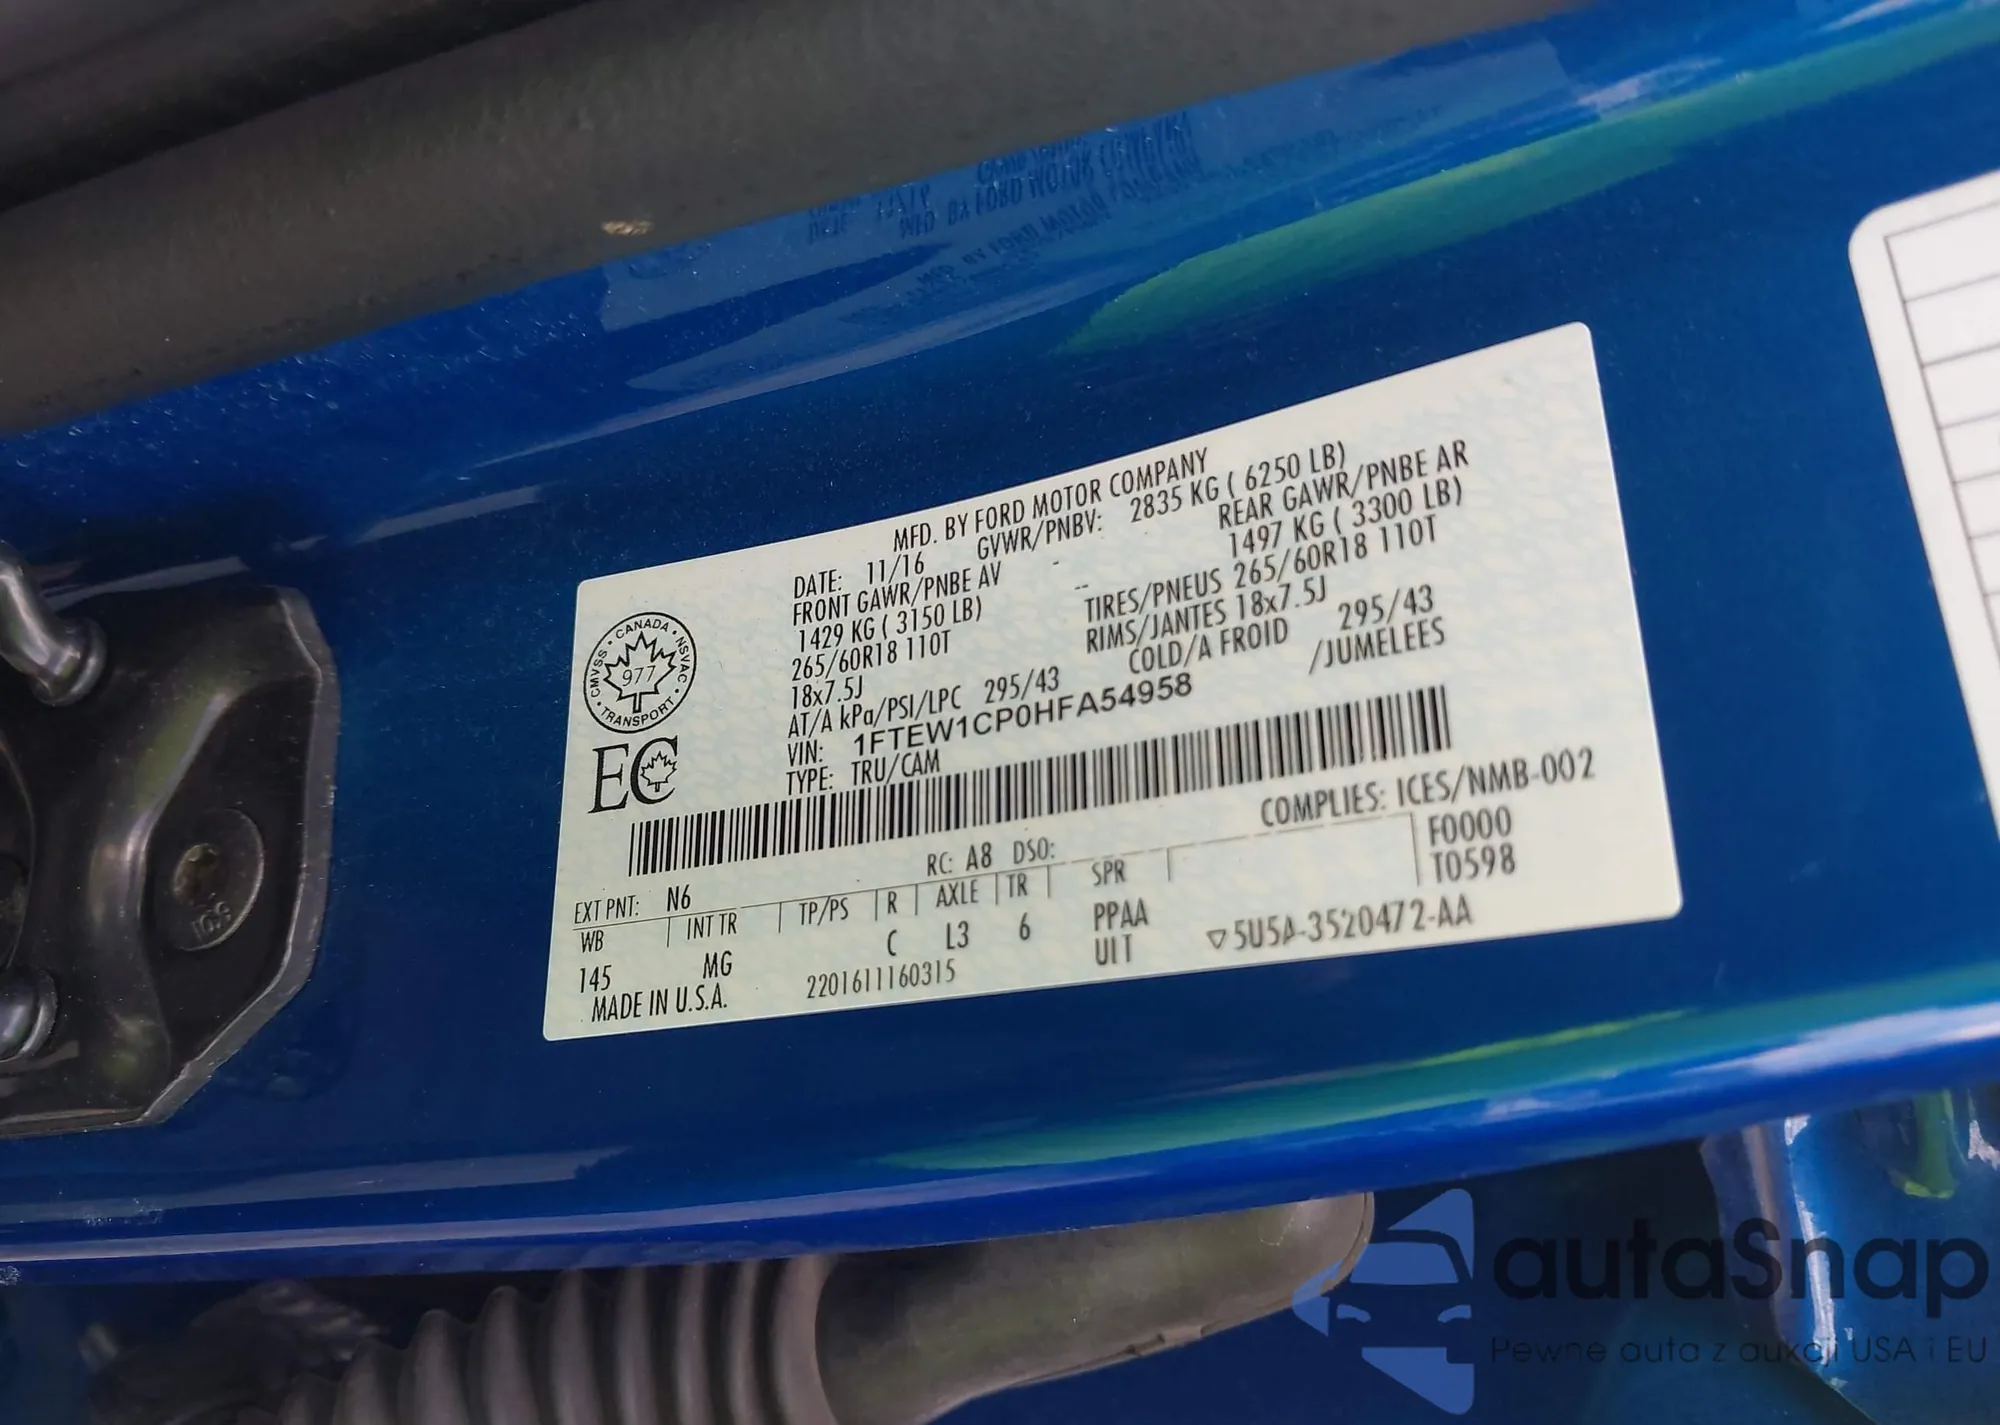 MFD. BY FORD MOTOR COMPANY
DATE: 11/16 GVWR/PNBV: 2835 KG ( 6250 LB)
FRONT GAWR/PNBE AV REAR GAWR/PNBE AR
1429 KG ( 3150 LB) 1497 KG ( 3300 LB)
265/60R18 110T TIRES/PNEUS 265/60R18 110T
18x7.5J RIMS/JANTES 18x7.5J
AT/A kPa/PSI/LPC 295/43 COLD/A FROID 295/43
VIN: 1FTEW1CP0HFA54958 /JUMELEES
TYPE: TRU/CAM
CANADA · NSVAC · TRANSPORT · CMVSS ·
977
EC
COMPLIES: ICES/NMB-002
EXT PNT: N6 RC: A8 DSO: F0000
WB INT TR TP/PS R AXLE TR SPR T0598
145 MG C L3 6 PPAA
UIT ▽5U5A-3520472-AA
MADE IN U.S.A. 2201611160315
autaSnap
Pewne auta z aukcji USA i EU